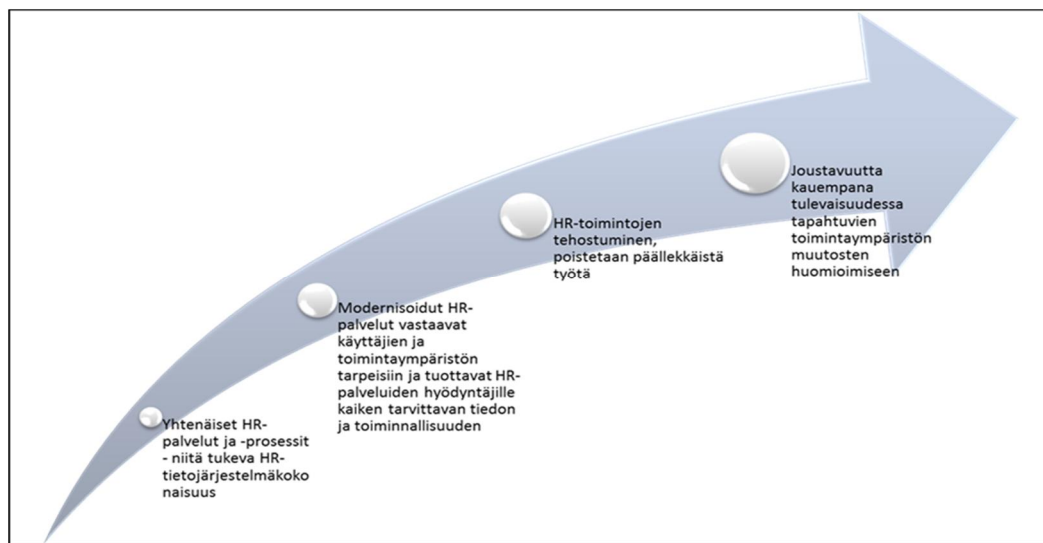 Yhtenäiset HR-
palvelut ja -prosessit
- niitä tukeva HR-
tietojärjestelmäkoko
naisuus
Modernisoidut HR-
palvelut vastaavat
käyttäjien ja
toimintaympäristön
tarpeisiin ja tuottavat HR-
palveluiden hyödyntäjille
kaiken tarvittavan tiedon
ja toiminnallisuuden
HR-toimintojen
tehostuminen,
poistetaan päällekkäistä
työtä
Joustavuutta
kauempana
tulevaisuudessa
tapahtuvien
toimintaympäristön
muutosten
huomioimiseen